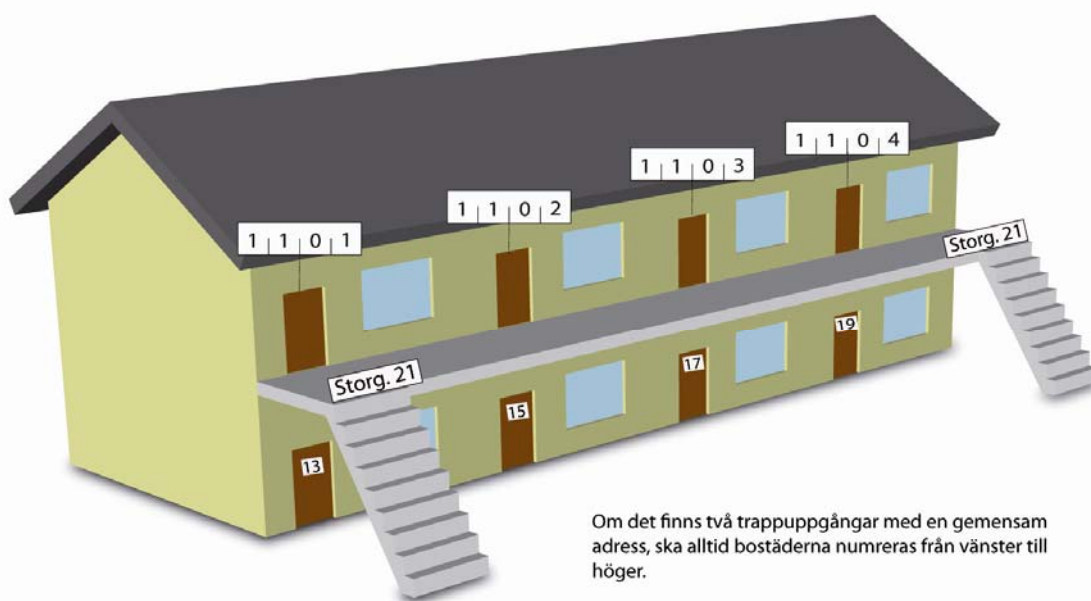 1 1 0 4
1 1 0 3
1 1 0 2
1 1 0 1
Storg. 21
Storg. 21
19
17
15
13
Om det finns två trappuppgångar med en gemensam
adress, ska alltid bostäderna numreras från vänster till
höger.